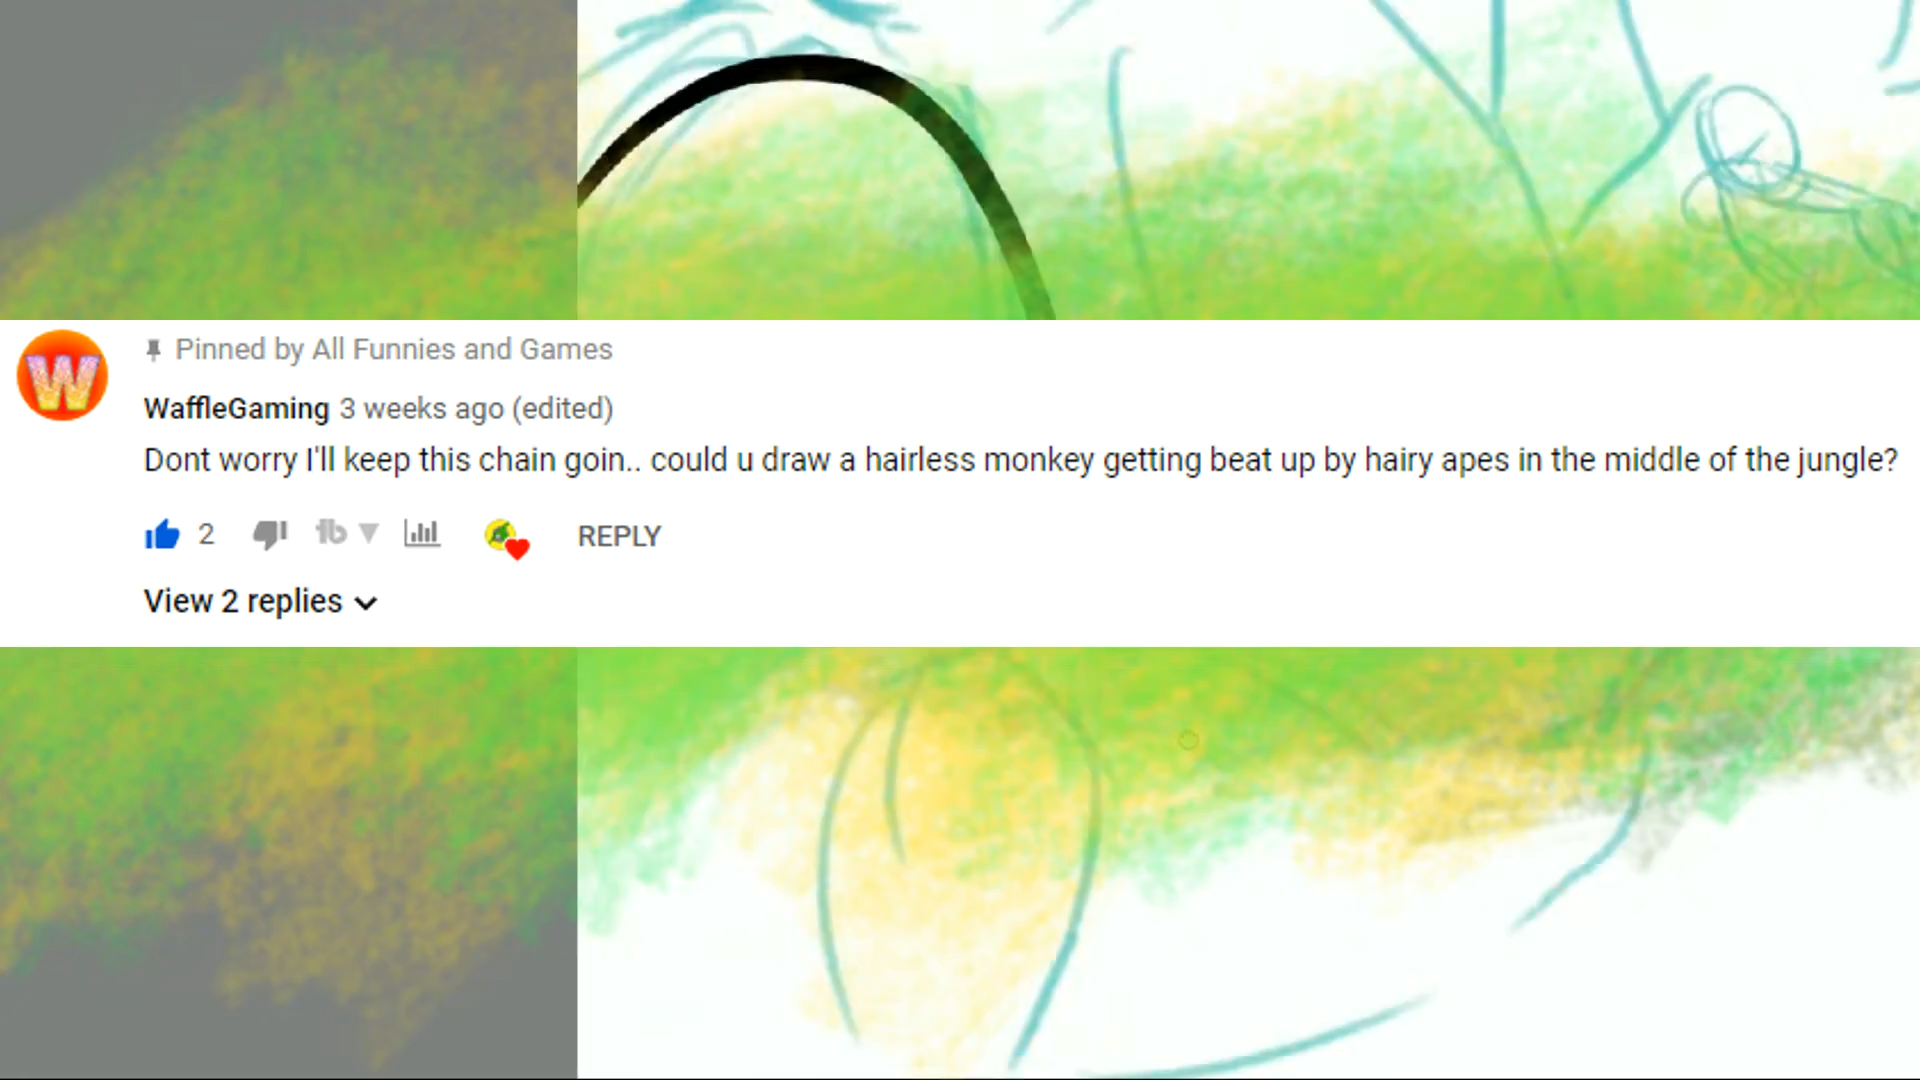 W
Pinned by All Funnies and Games
WaffleGaming 3 weeks ago (edited)
Dont worry I'll keep this chain goin.. could u draw a hairless monkey getting beat up by hairy apes in the middle of the jungle?
2 tb REPLY
View 2 replies